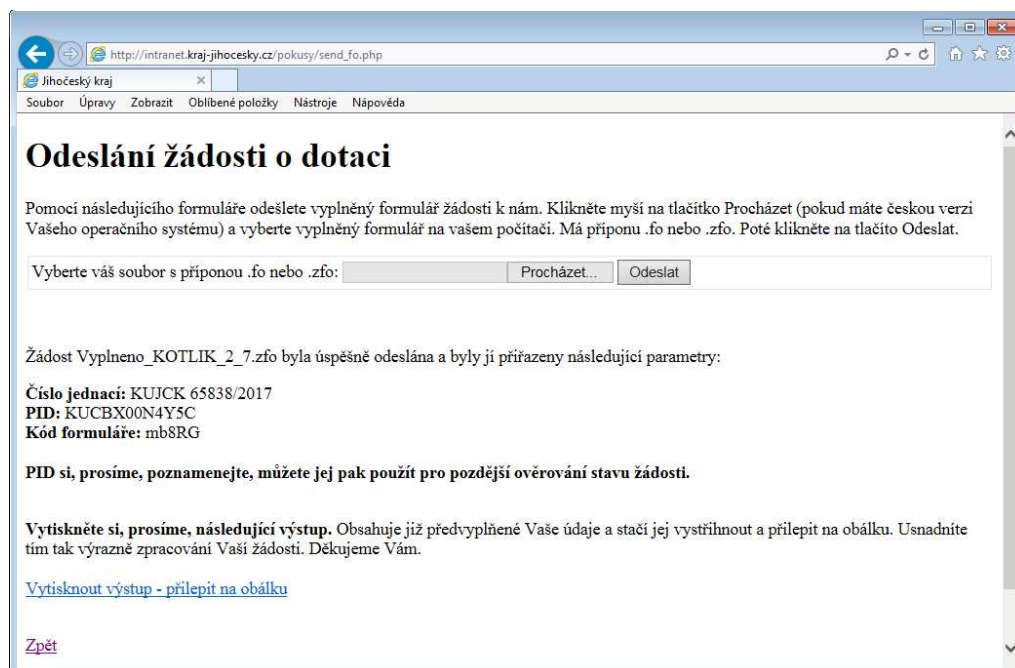 http://intranet.kraj-jihocesky.cz/pokusy/send_fo.php
Jihočeský kraj
Soubor Úpravy Zobrazit Oblíbené položky Nástroje Nápověda
Odeslání žádosti o dotaci
Pomocí následujícího formuláře odešlete vyplněný formulář žádosti k nám. Klikněte myší na tlačítko Procházet (pokud máte českou verzi
Vašeho operačního systému) a vyberte vyplněný formulář na vašem počítači. Má příponu .fo nebo .zfo. Poté klikněte na tlačíto Odeslat.
Vyberte váš soubor s příponou .fo nebo .zfo: Procházet... Odeslat
Žádost Vyplneno_KOTLIK_2_7.zfo byla úspěšně odeslána a byly jí přiřazeny následující parametry:
Číslo jednací: KUJCK 65838/2017
PID: KUCBX00N4Y5C
Kód formuláře: mb8RG
PID si, prosíme, poznamenejte, můžete jej pak použít pro pozdější ověrování stavu žádosti.
Vytiskněte si, prosíme, následující výstup. Obsahuje již předvyplněné Vaše údaje a stačí jej vystřihnout a přilepit na obálku. Usnadníte
tím tak výrazně zpracování Vaší žádosti. Děkujeme Vám.
Vytisknout výstup - přilepit na obálku
Zpět